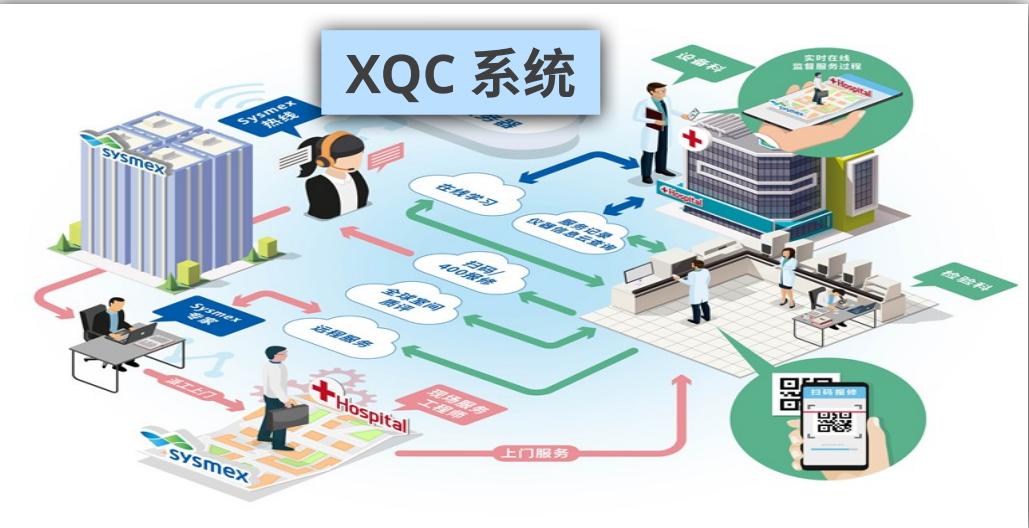 XQC 系统
Sysmex
热线
设备科
实时在线
监督服务过程
Hospital
sysmex
sysmex
务器
Hospital
在线学习
服务记录
仪器信息云查询
扫码/
400报修
全球室间
质评
远程服务
检验科
Sysmex
专家
派工上门
现场服务
工程师
Hospital
sysmex
上门服务
扫码报修